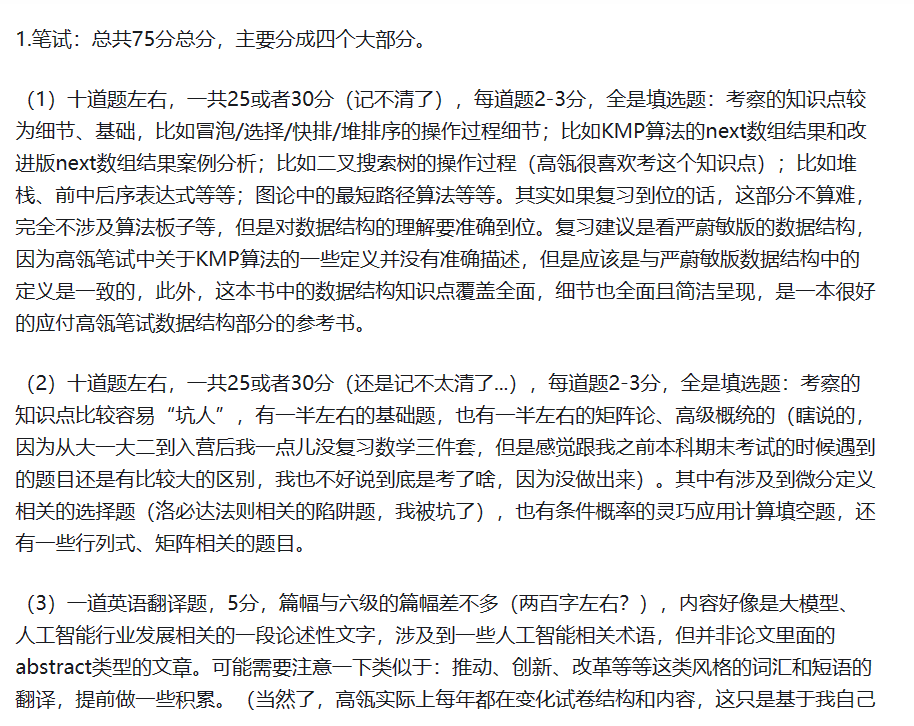 1.笔试：总共75分总分，主要分成四个大部分。
（1）十道题左右，一共25或者30分（记不清了），每道题2-3分，全是填选题：考察的知识点较
为细节、基础，比如冒泡/选择/快排/堆排序的操作过程细节；比如KMP算法的next数组结果和改
进版next数组结果案例分析；比如二叉搜索树的操作过程（高瓴很喜欢考这个知识点）；比如堆
栈、前中后序表达式等等；图论中的最短路径算法等等。其实如果复习到位的话，这部分不算难，
完全不涉及算法板子等，但是对数据结构的理解要准确到位。复习建议是看严蔚敏版的数据结构，
因为高瓴笔试中关于KMP算法的一些定义并没有准确描述，但是应该是与严蔚敏版数据结构中的
定义是一致的，此外，这本书中的数据结构知识点覆盖全面，细节也全面且简洁呈现，是一本很好
的应付高瓴笔试数据结构部分的参考书。
（2）十道题左右，一共25或者30分（还是记不太清了...），每道题2-3分，全是填选题：考察的
知识点比较容易“坑人”，有一半左右的基础题，也有一半左右的矩阵论、高级概统的（瞎说的，
因为从大一大二到入营后我一点儿没复习数学三件套，但是感觉跟我之前本科期末考试的时候遇到
的题目还是有比较大的区别，我也不好说到底是考了啥，因为没做出来）。其中有涉及到微分定义
相关的选择题（洛必达法则相关的陷阱题，我被坑了），也有条件概率的灵巧应用计算填空题，还
有一些行列式、矩阵相关的题目。
（3）一道英语翻译题，5分，篇幅与六级的篇幅差不多（两百字左右？），内容好像是大模型、
人工智能行业发展相关的一段论述性文字，涉及到一些人工智能相关术语，但并非论文里面的
abstract类型的文章。可能需要注意一下类似于：推动、创新、改革等等这类风格的词汇和短语的
翻译，提前做一些积累。（当然了，高瓴实际上每年都在变化试卷结构和内容，这只是基于我自己